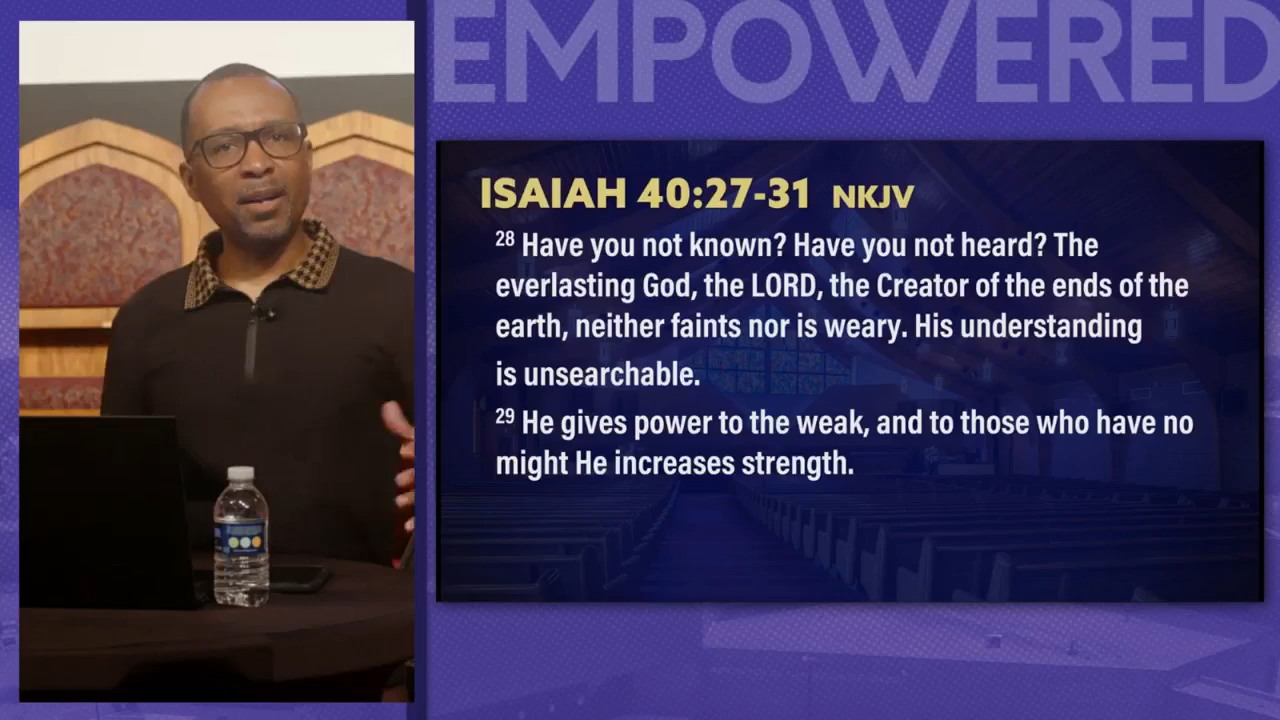 EMPOWERED
ISAIAH 40:27-31 NKJV
28 Have you not known? Have you not heard? The
everlasting God, the LORD, the Creator of the ends of the
earth, neither faints nor is weary. His understanding
is unsearchable.
29 He gives power to the weak, and to those who have no
might He increases strength.